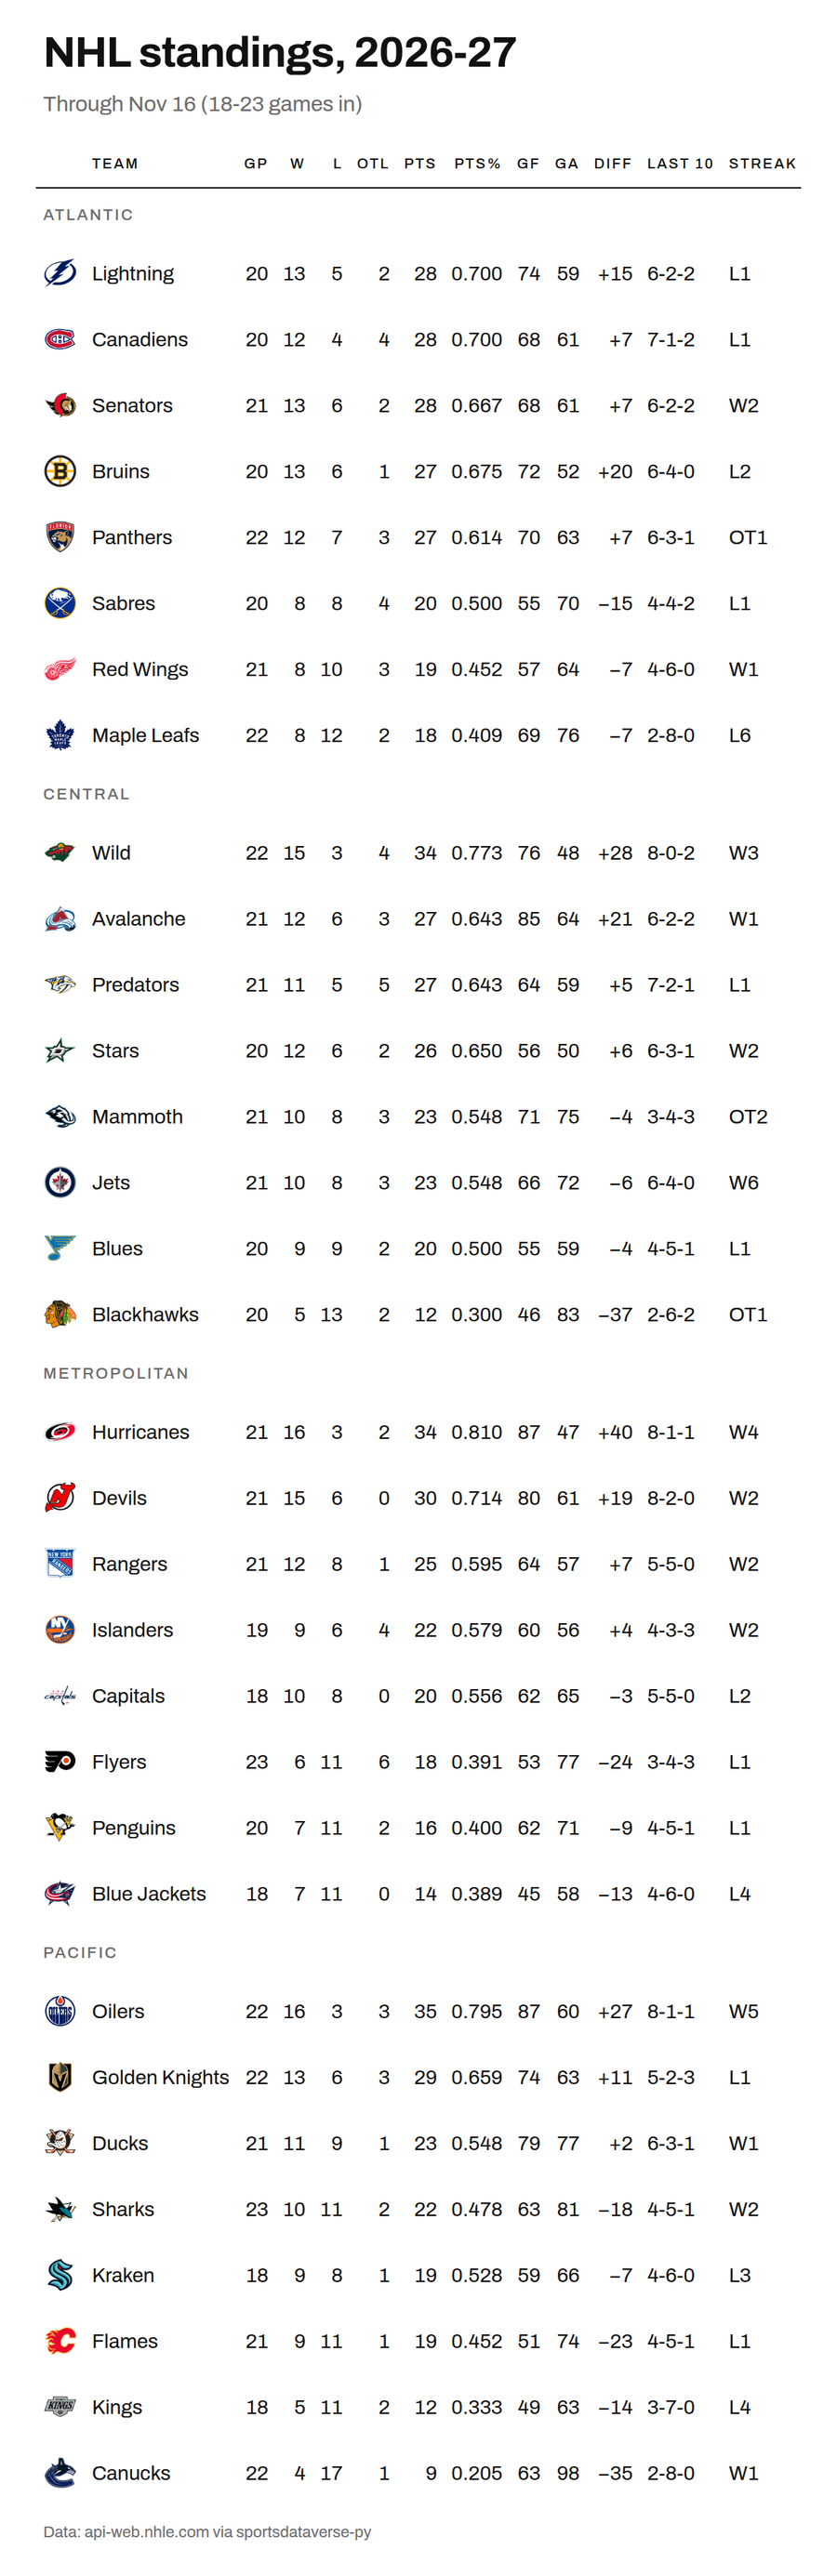 NHL standings, 2026-27
Through Nov 16 (18-23 games in)
TEAM GP W L OTL PTS PTS% GF GA DIFF LAST 10 STREAK
ATLANTIC
Lightning 20 13 5 2 28 0.700 74 59 +15 6-2-2 L1
Canadiens 20 12 4 4 28 0.700 68 61 +7 7-1-2 L1
Senators 21 13 6 2 28 0.667 68 61 +7 6-2-2 W2
Bruins 20 13 6 1 27 0.675 72 52 +20 6-4-0 L2
Panthers 22 12 7 3 27 0.614 70 63 +7 6-3-1 OT1
Sabres 20 8 8 4 20 0.500 55 70 −15 4-4-2 L1
Red Wings 21 8 10 3 19 0.452 57 64 −7 4-6-0 W1
Maple Leafs 22 8 12 2 18 0.409 69 76 −7 2-8-0 L6
CENTRAL
Wild 22 15 3 4 34 0.773 76 48 +28 8-0-2 W3
Avalanche 21 12 6 3 27 0.643 85 64 +21 6-2-2 W1
Predators 21 11 5 5 27 0.643 64 59 +5 7-2-1 L1
Stars 20 12 6 2 26 0.650 56 50 +6 6-3-1 W2
Mammoth 21 10 8 3 23 0.548 71 75 −4 3-4-3 OT2
Jets 21 10 8 3 23 0.548 66 72 −6 6-4-0 W6
Blues 20 9 9 2 20 0.500 55 59 −4 4-5-1 L1
Blackhawks 20 5 13 2 12 0.300 46 83 −37 2-6-2 OT1
METROPOLITAN
Hurricanes 21 16 3 2 34 0.810 87 47 +40 8-1-1 W4
Devils 21 15 6 0 30 0.714 80 61 +19 8-2-0 W2
Rangers 21 12 8 1 25 0.595 64 57 +7 5-5-0 W2
Islanders 19 9 6 4 22 0.579 60 56 +4 4-3-3 W2
Capitals 18 10 8 0 20 0.556 62 65 −3 5-5-0 L2
Flyers 23 6 11 6 18 0.391 53 77 −24 3-4-3 L1
Penguins 20 7 11 2 16 0.400 62 71 −9 4-5-1 L1
Blue Jackets 18 7 11 0 14 0.389 45 58 −13 4-6-0 L4
PACIFIC
Oilers 22 16 3 3 35 0.795 87 60 +27 8-1-1 W5
Golden Knights 22 13 6 3 29 0.659 74 63 +11 5-2-3 L1
Ducks 21 11 9 1 23 0.548 79 77 +2 6-3-1 W1
Sharks 23 10 11 2 22 0.478 63 81 −18 4-5-1 W2
Kraken 18 9 8 1 19 0.528 59 66 −7 4-6-0 L3
Flames 21 9 11 1 19 0.452 51 74 −23 4-5-1 L1
Kings 18 5 11 2 12 0.333 49 63 −14 3-7-0 L4
Canucks 22 4 17 1 9 0.205 63 98 −35 2-8-0 W1
Data: api-web.nhle.com via sportsdataverse-py